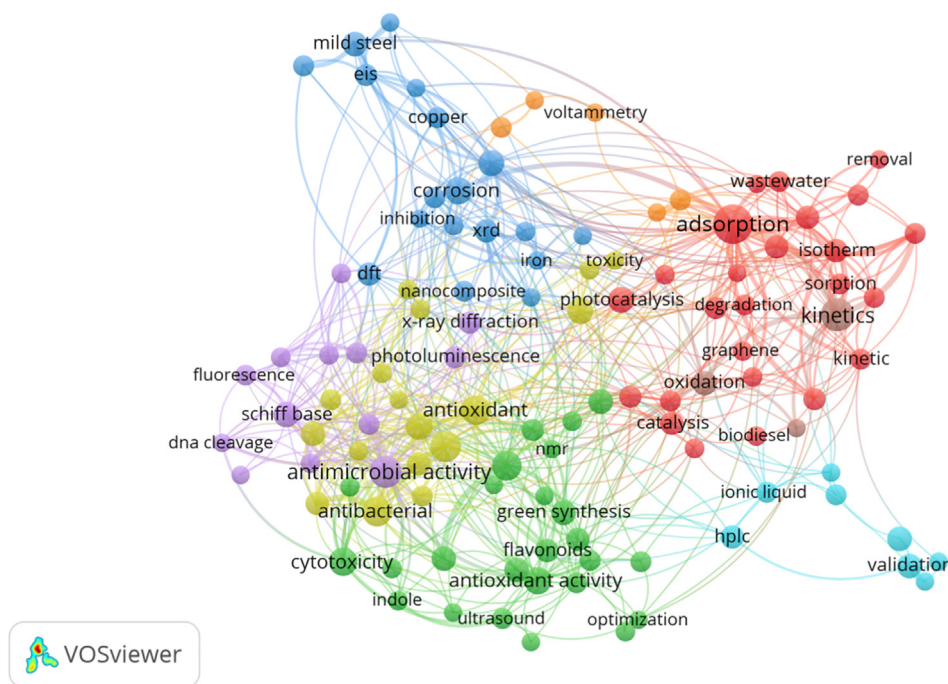 mild steel
eis
copper
voltammetry
removal
wastewater
corrosion
adsorption
inhibition
xrd
isotherm
iron
toxicity
dft
sorption
nanocomposite
photocatalysis
degradation
kinetics
x-ray diffraction
graphene
photoluminescence
kinetic
fluorescence
oxidation
schiff base
antioxidant
catalysis
biodiesel
dna cleavage
nmr
antimicrobial activity
ionic liquid
antibacterial
green synthesis
hplc
flavonoids
cytotoxicity
validation
antioxidant activity
indole
ultrasound
optimization
VOSviewer